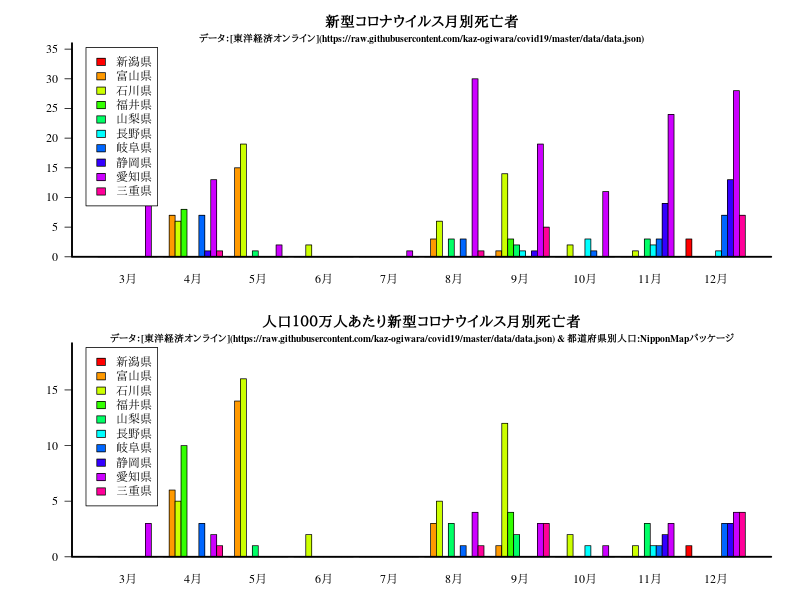 新型コロナウイルス月別死亡者
データ:[東洋経済オンライン](https://raw.githubusercontent.com/kaz-ogiwara/covid19/master/data/data.json)
35
30
25
20
15
10
5
0
新潟県
富山県
石川県
福井県
山梨県
長野県
岐阜県
静岡県
愛知県
三重県
3月 4月 5月 6月 7月 8月 9月 10月 11月 12月
人口100万人あたり新型コロナウイルス月別死亡者
データ:[東洋経済オンライン](https://raw.githubusercontent.com/kaz-ogiwara/covid19/master/data/data.json) & 都道府県別人口:NipponMapパッケージ
15
10
5
0
新潟県
富山県
石川県
福井県
山梨県
長野県
岐阜県
静岡県
愛知県
三重県
3月 4月 5月 6月 7月 8月 9月 10月 11月 12月